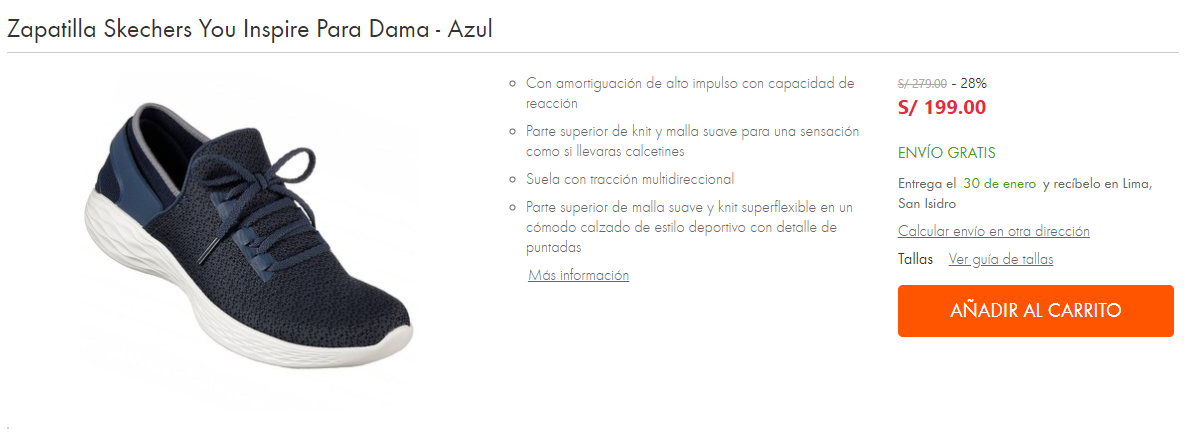 Zapatilla Skechers You Inspire Para Dama - Azul
Con amortiguación de alto impulso con capacidad de
reacción
Parte superior de knit y malla suave para una sensación
como si llevaras calcetines
Suela con tracción multidireccional
Parte superior de malla suave y knit superflexible en un
cómodo calzado de estilo deportivo con detalle de
puntadas
Más información
S/ 279.00 - 28%
S/ 199.00
ENVÍO GRATIS
Entrega el 30 de enero y recíbelo en Lima,
San Isidro
Calcular envío en otra dirección
Tallas Ver guía de tallas
AÑADIR AL CARRITO